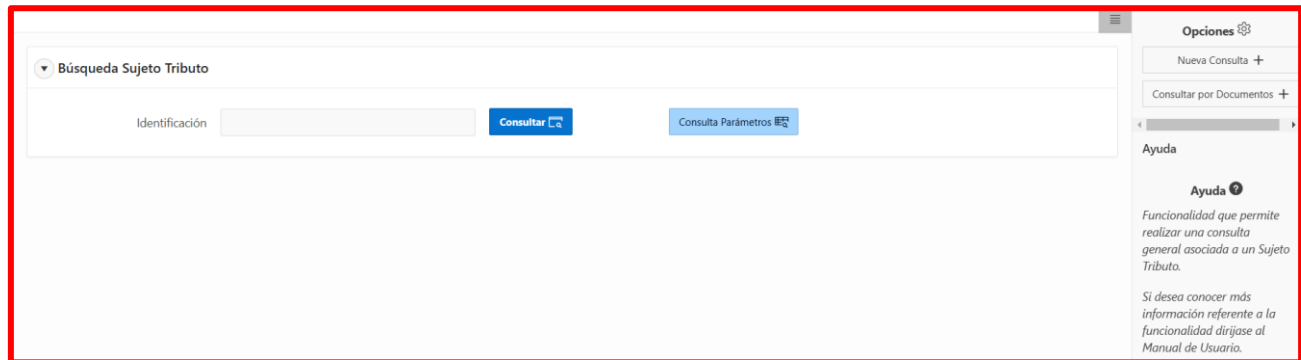 Búsqueda Sujeto Tributo
Identificación
Consultar
Consulta Parámetros
Opciones
Nueva Consulta +
Consultar por Documentos +
Ayuda
Ayuda
Funcionalidad que permite
realizar una consulta
general asociada a un Sujeto
Tributo.
Si desea conocer más
información referente a la
funcionalidad dirijase al
Manual de Usuario.